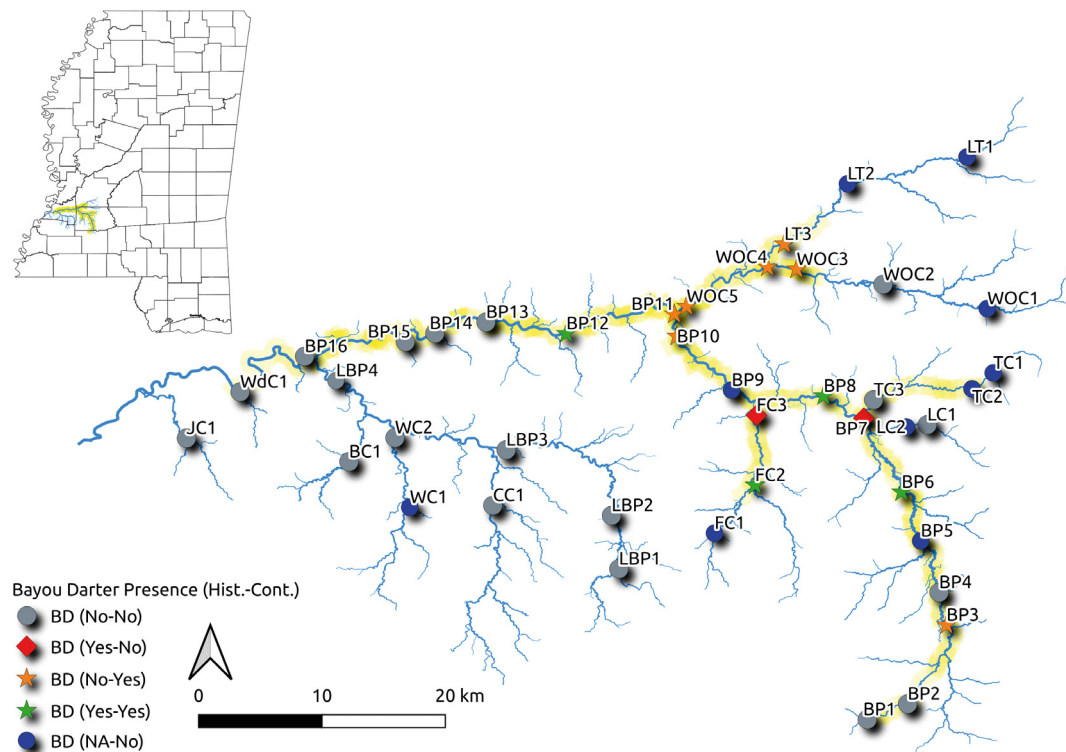 LT1
LT2
LT3
WOC4
WOC3
WOC2
WOC5
WOC1
BP11
BP13
BP12
BP14
BP15
BP10
BP16
TC1
LBP4
BP9
BP8
TC3
TC2
WdC1
FC3
LC1
BP7
LC2
JC1
WC2
LBP3
BC1
FC2
BP6
WC1
CC1
LBP2
FC1
BP5
LBP1
BP4
BP3
BP2
BP1
Bayou Darter Presence (Hist.-Cont.)
BD (No-No)
BD (Yes-No)
BD (No-Yes)
BD (Yes-Yes)
BD (NA-No)
0 10 20 km